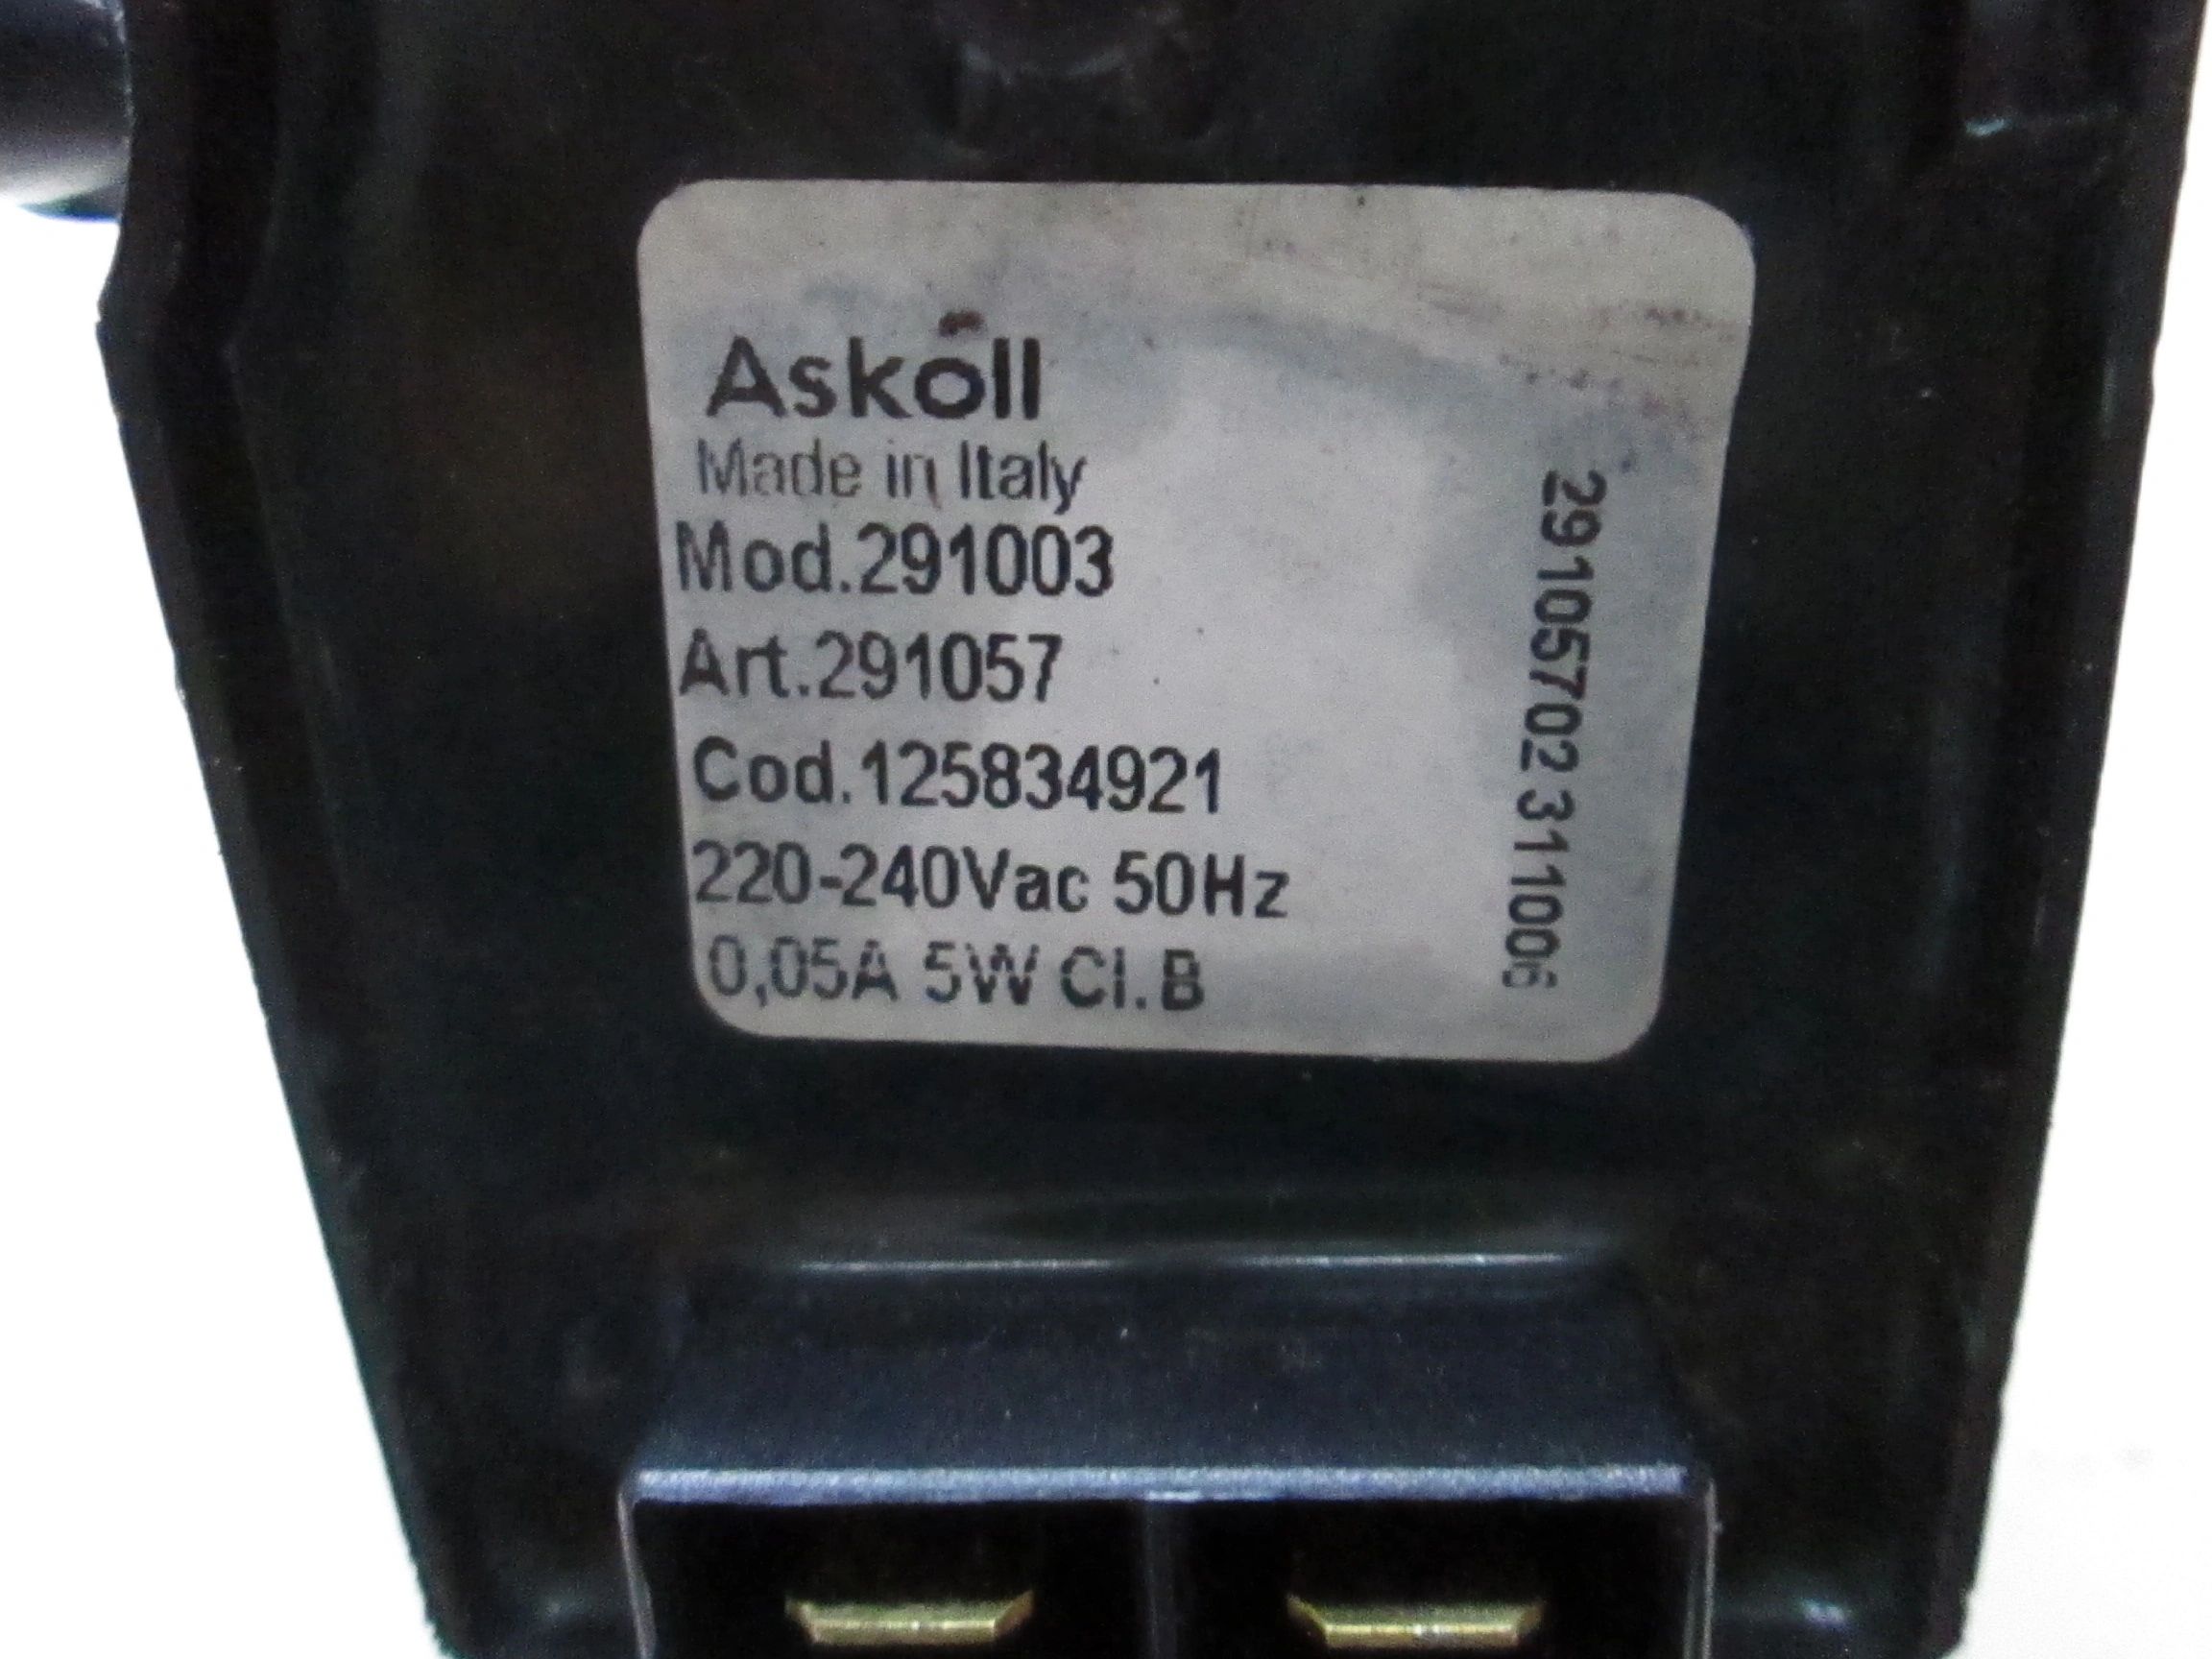 Askoll
Made in Italy
Mod.291003
Art.291057
Cod.125834921
220-240Vac 50Hz
0,05A 5W Cl.B
29105702 311006